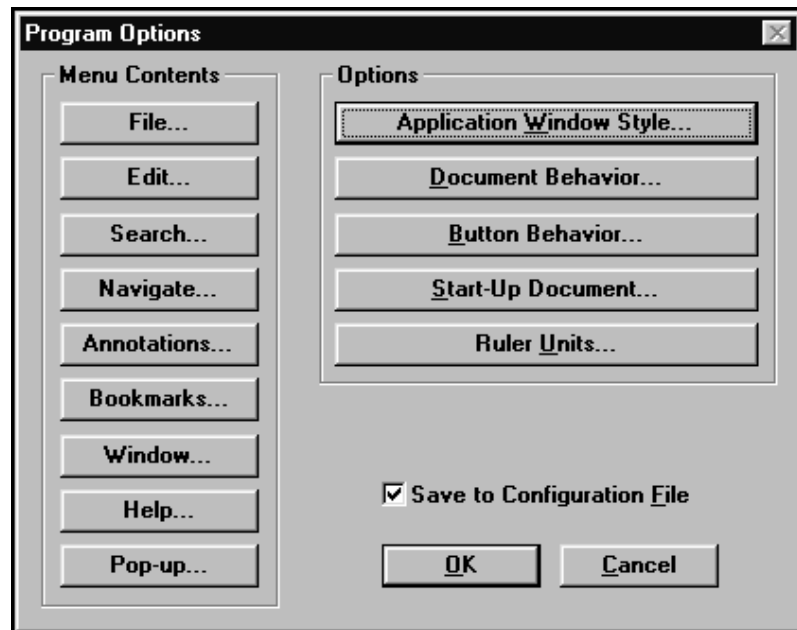 Program Options
Menu Contents
File...
Edit...
Search...
Navigate...
Annotations...
Bookmarks...
Window...
Help...
Pop-up...
Options
Application Window Style...
Document Behavior...
Button Behavior...
Start-Up Document...
Ruler Units...
Save to Configuration File
OK
Cancel